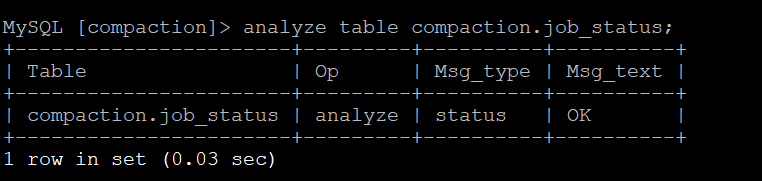 MySQL [compaction]> analyze table compaction.job_status;
+-----------------------+---------+----------+----------+
| Table                 | Op      | Msg_type | Msg_text |
+-----------------------+---------+----------+----------+
| compaction.job_status | analyze | status   | OK       |
+-----------------------+---------+----------+----------+
1 row in set (0.03 sec)